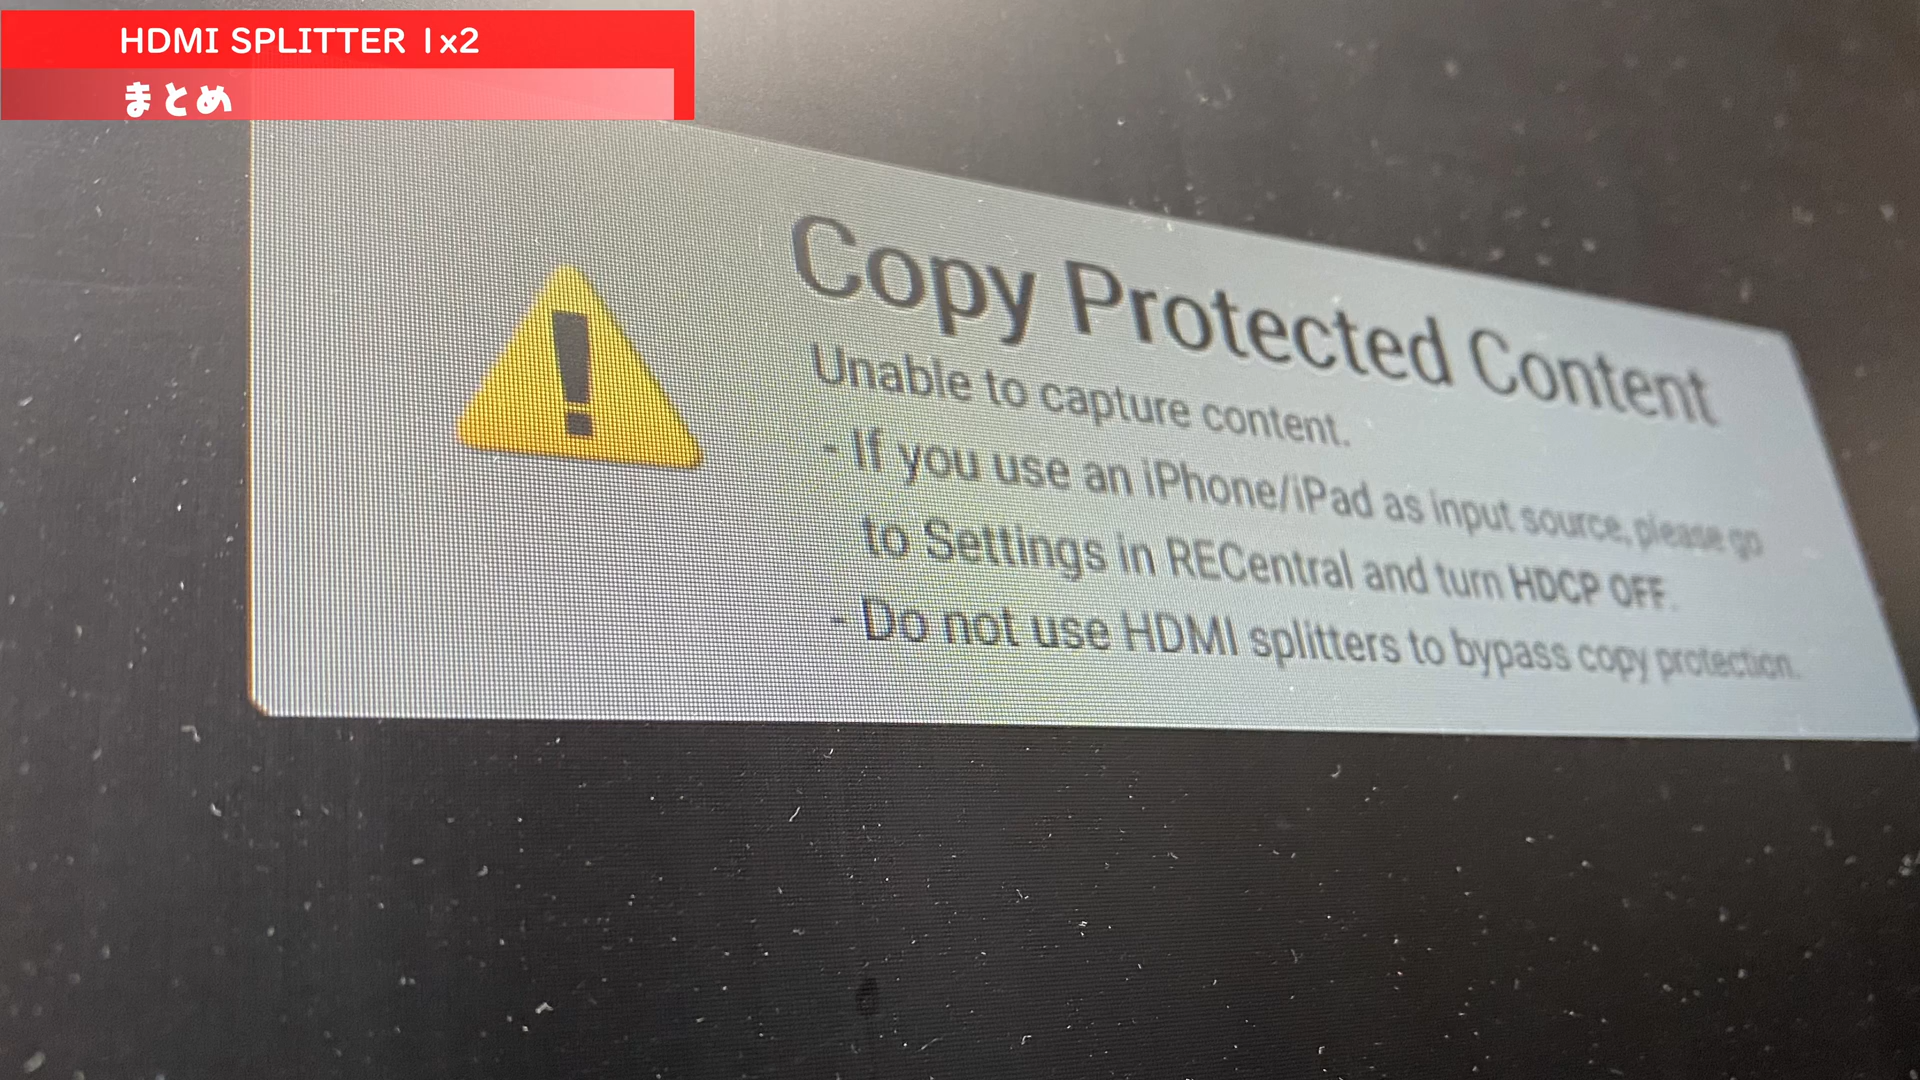 HDMI SPLITTER 1x2
まとめ
Copy Protected Content
Unable to capture content.
- If you use an iPhone/iPad as input source, please go
to Settings in RECentral and turn HDCP OFF.
- Do not use HDMI splitters to bypass copy protection.